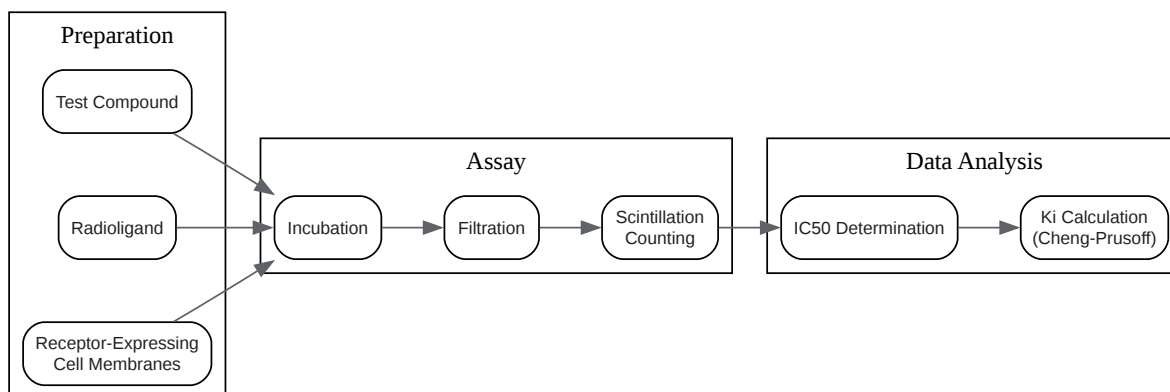 Preparation
Test Compound
Radioligand
Receptor-Expressing
Cell Membranes
Assay
Incubation
Filtration
Scintillation
Counting
Data Analysis
IC50 Determination
Ki Calculation
(Cheng-Prusoff)